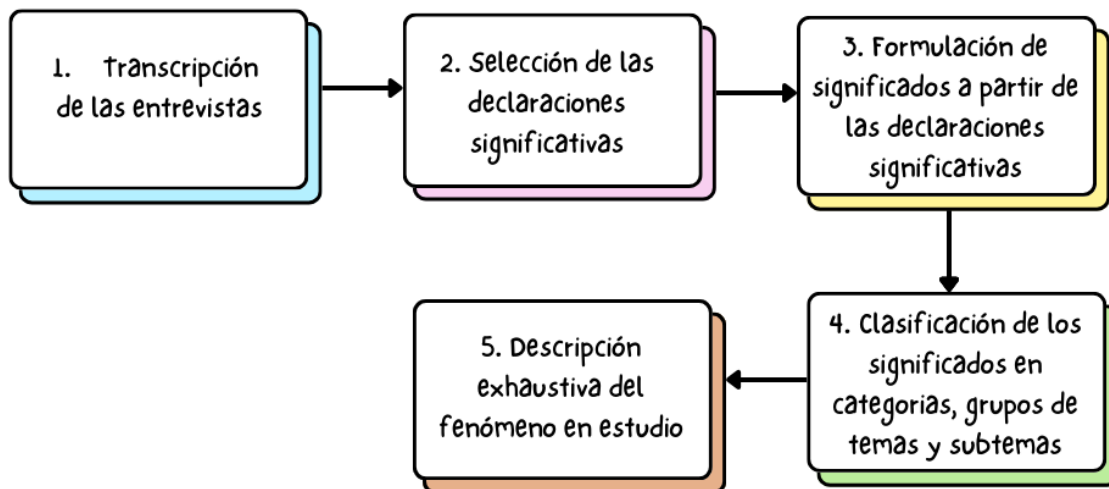 1. Transcripción
de las entrevistas
2. Selección de las
declaraciones
significativas
3. Formulación de
significados a partir de
las declaraciones
significativas
4. Clasificación de los
significados en
categorias, grupos de
temas y subtemas
5. Descripción
exhaustiva del
fenómeno en estudio